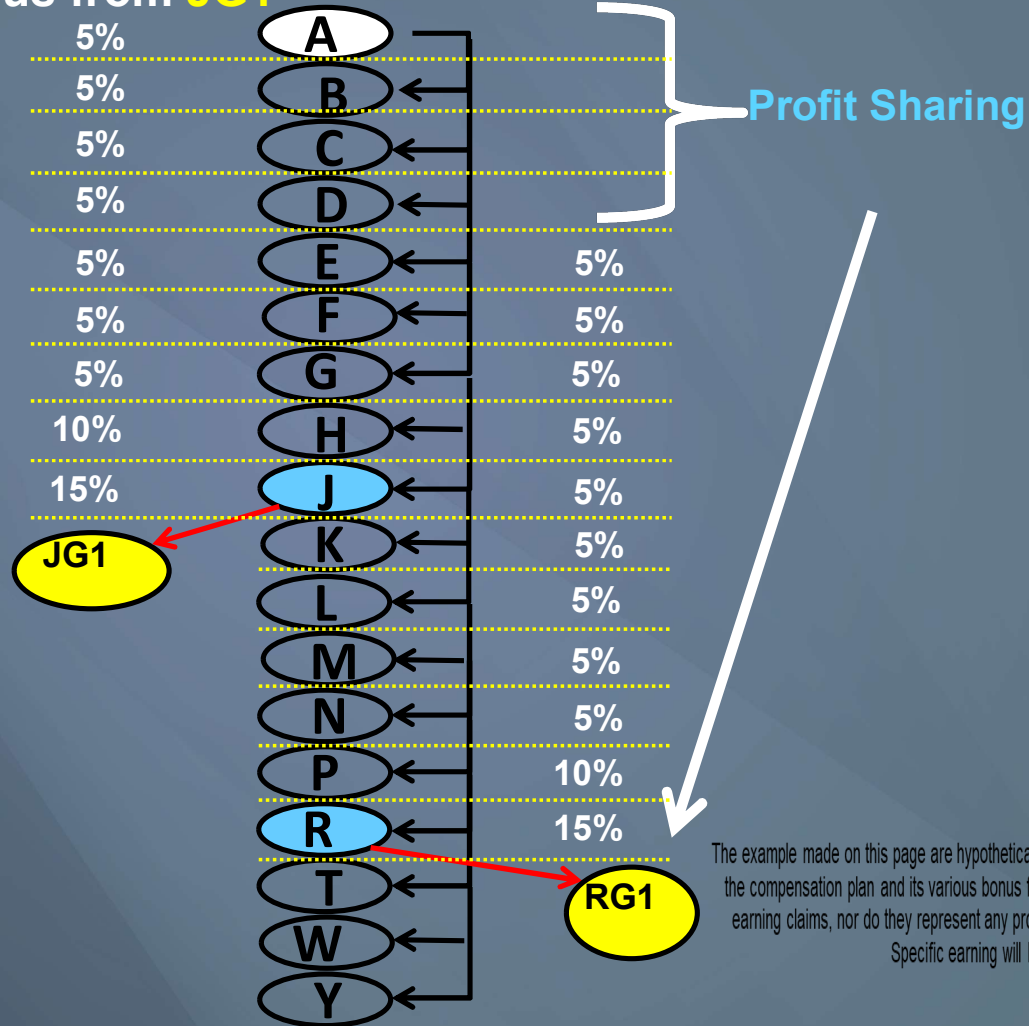 from JG1
5% A
5% B
Profit Sharing
5% C
5% D
5% E 5%
5% F 5%
5% G 5%
10% H 5%
15% J 5%
JG1 K 5%
L 5%
M 5%
N 5%
P 10%
R 15%
The example made on this page are hypothetica
the compensation plan and its various bonus
T
RG1
earning claims, nor do they represent any pro
W
Specific earning will
Y